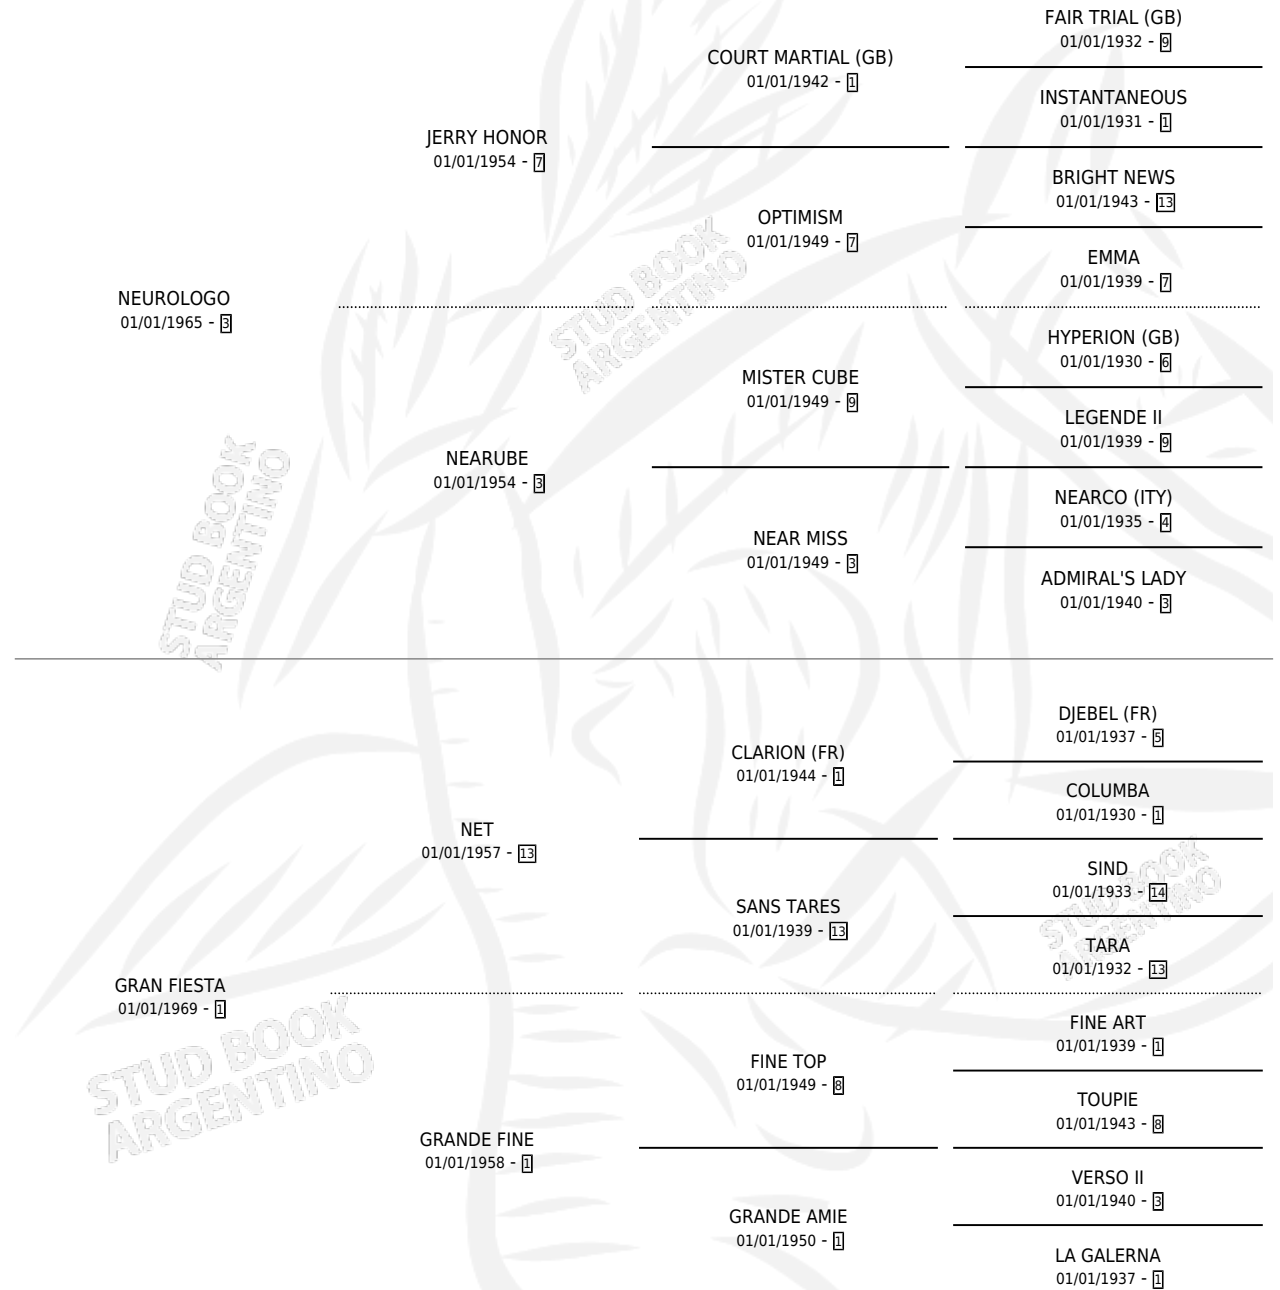 FAIR TRIAL (GB)
01/01/1932 - 9
COURT MARTIAL (GB)
01/01/1942 - 1
INSTANTANEOUS
01/01/1931 - 1
JERRY HONOR
01/01/1954 - 7
BRIGHT NEWS
01/01/1943 - 13
OPTIMISM
01/01/1949 - 7
EMMA
01/01/1939 - 7
NEUROLOGO
01/01/1965 - 3
HYPERION (GB)
01/01/1930 - 6
MISTER CUBE
01/01/1949 - 9
LEGENDE II
01/01/1939 - 9
NEARUBE
01/01/1954 - 3
NEARCO (ITY)
01/01/1935 - 4
NEAR MISS
01/01/1949 - 3
ADMIRAL'S LADY
01/01/1940 - 3
STUD BOOK
ARGENTINO
STUD BOOK
ARGENTINO
DJEBEL (FR)
01/01/1937 - 5
CLARION (FR)
01/01/1944 - 1
COLUMBA
01/01/1930 - 1
NET
01/01/1957 - 13
SIND
01/01/1933 - 14
SANS TARES
01/01/1939 - 13
TARA
01/01/1932 - 13
GRAN FIESTA
01/01/1969 - 1
FINE ART
01/01/1939 - 1
FINE TOP
01/01/1949 - 8
TOUPIE
01/01/1943 - 8
GRANDE FINE
01/01/1958 - 1
VERSO II
01/01/1940 - 3
GRANDE AMIE
01/01/1950 - 1
LA GALERNA
01/01/1937 - 1
STUD BOOK
ARGENTINO
STUD BOOK
ARGENTINO